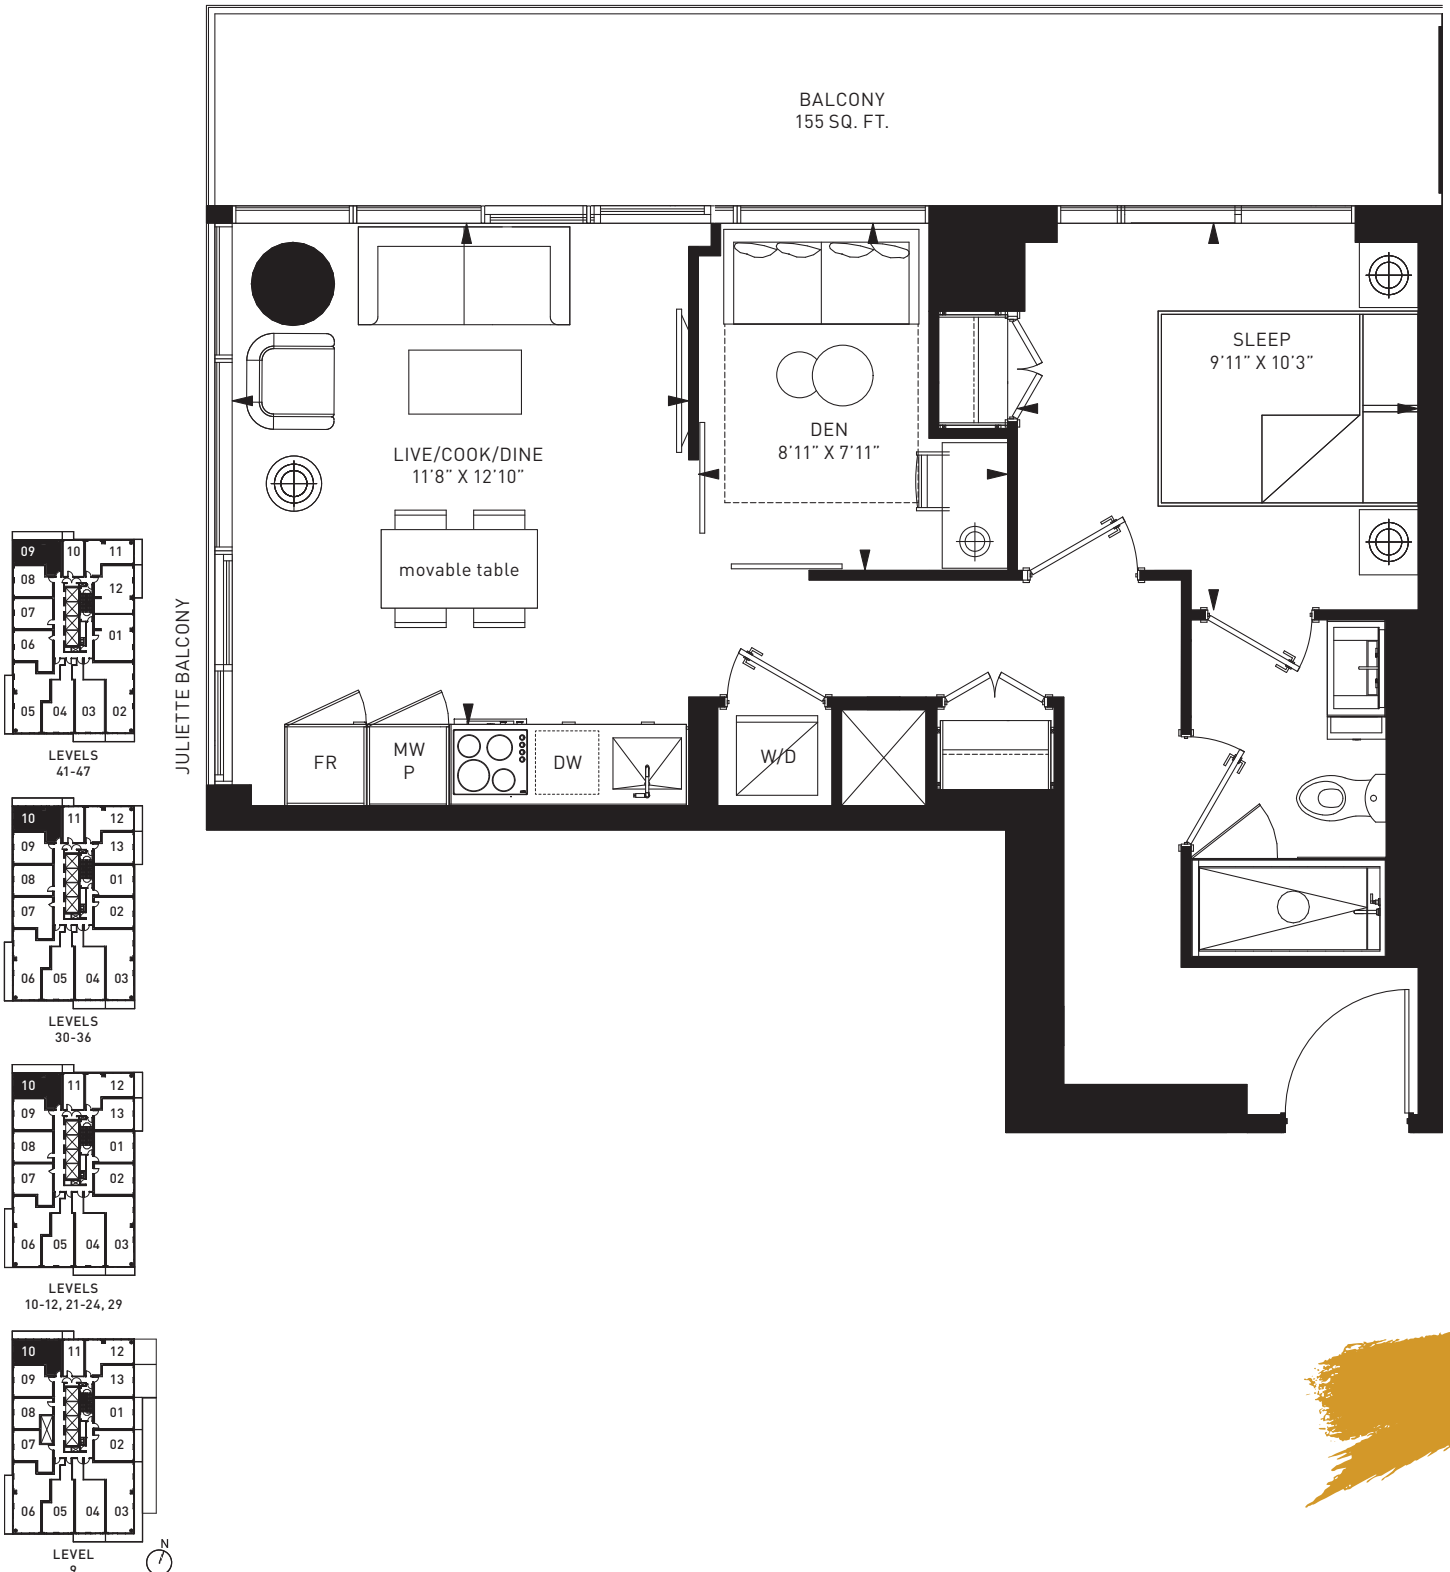 BALCONY
155 SQ. FT.
SLEEP
9'11" X 10'3"
DEN
8'11" X 7'11"
LIVE/COOK/DINE
11'8" X 12'10"
movable table
JULIETTE BALCONY
FR
MW
P
DW
W/D
09 10 11
08
12
07
01
06
05 04 03 02
LEVELS
41-47
10 11 12
09 13
08 01
07 02
06 05 04 03
LEVELS
30-36
10 11 12
09 13
08 01
07 02
06 05 04 03
LEVELS
10-12, 21-24, 29
10 11 12
09 13
08 01
07 02
06 05 04 03
LEVEL
9
N